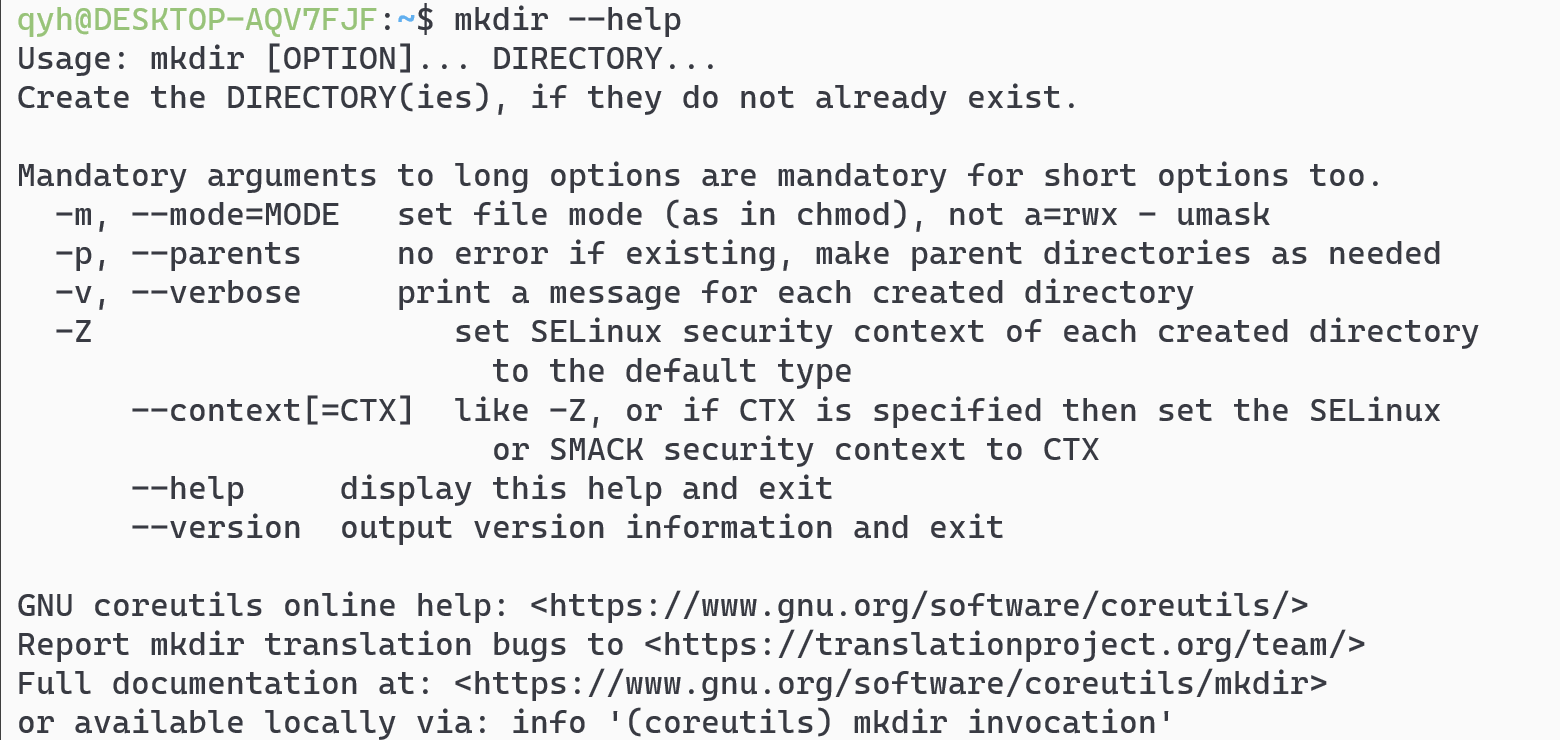 qyh@DESKTOP-AQV7FJF:~$ mkdir --help
Usage: mkdir [OPTION]... DIRECTORY...
Create the DIRECTORY(ies), if they do not already exist.

Mandatory arguments to long options are mandatory for short options too.
  -m, --mode=MODE   set file mode (as in chmod), not a=rwx - umask
  -p, --parents     no error if existing, make parent directories as needed
  -v, --verbose     print a message for each created directory
  -Z                   set SELinux security context of each created directory
                         to the default type
      --context[=CTX]  like -Z, or if CTX is specified then set the SELinux
                         or SMACK security context to CTX
      --help     display this help and exit
      --version  output version information and exit

GNU coreutils online help: <https://www.gnu.org/software/coreutils/>
Report mkdir translation bugs to <https://translationproject.org/team/>
Full documentation at: <https://www.gnu.org/software/coreutils/mkdir>
or available locally via: info '(coreutils) mkdir invocation'